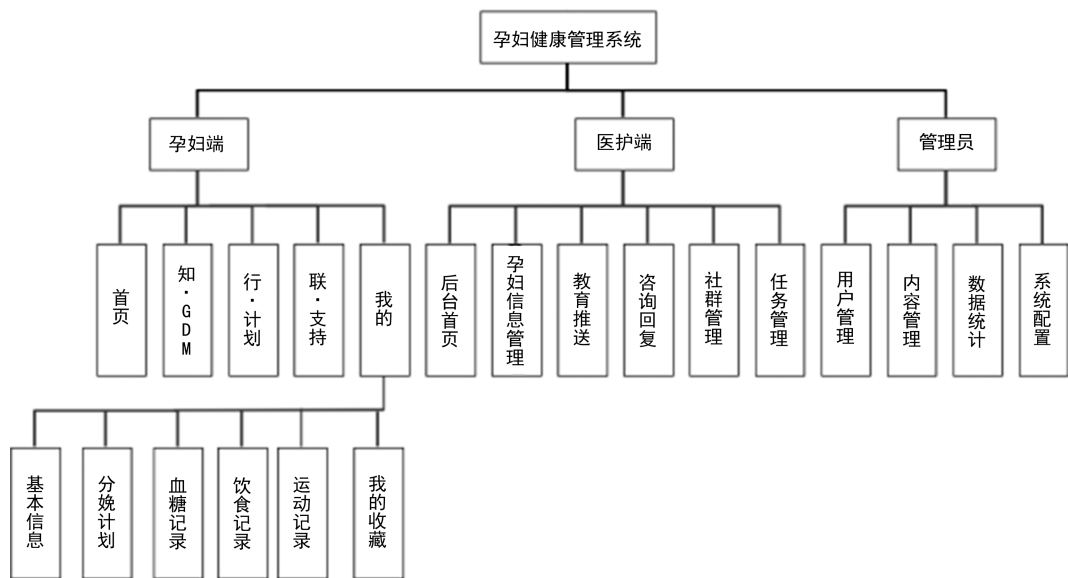 孕妇健康管理系统
孕妇端
医护端
管理员
首页
知·GDM
行·计划
联·支持
我的
后台首页
孕妇信息管理
教育推送
咨询回复
社群管理
任务管理
用户管理
内容管理
数据统计
系统配置
基本信息
分娩计划
血糖记录
饮食记录
运动记录
我的收藏